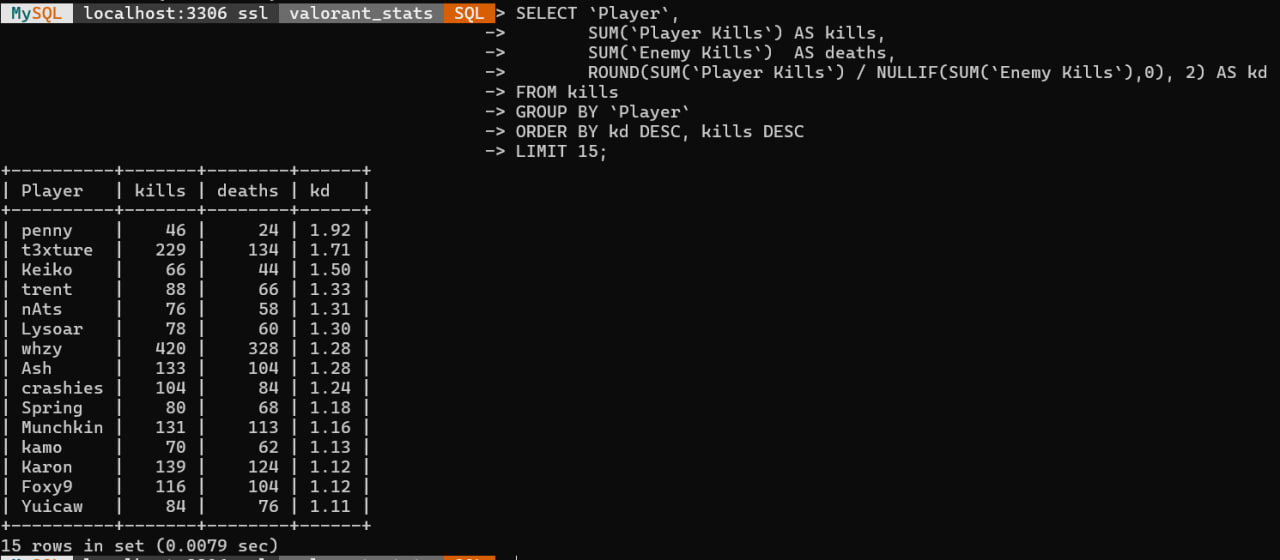 MySQL localhost:3306 ssl valorant_stats SQL > SELECT `Player`,
-> SUM(`Player Kills`) AS kills,
-> SUM(`Enemy Kills`)  AS deaths,
-> ROUND(SUM(`Player Kills`) / NULLIF(SUM(`Enemy Kills`),0), 2) AS kd
-> FROM kills
-> GROUP BY `Player`
-> ORDER BY kd DESC, kills DESC
-> LIMIT 15;
+----------+-------+--------+------+
| Player   | kills | deaths | kd   |
+----------+-------+--------+------+
| penny    |    46 |     24 | 1.92 |
| t3xture  |   229 |    134 | 1.71 |
| Keiko    |    66 |     44 | 1.50 |
| trent    |    88 |     66 | 1.33 |
| nAts     |    76 |     58 | 1.31 |
| Lysoar   |    78 |     60 | 1.30 |
| whzy     |   420 |    328 | 1.28 |
| Ash      |   133 |    104 | 1.28 |
| crashies |   104 |     84 | 1.24 |
| Spring   |    80 |     68 | 1.18 |
| Munchkin |   131 |    113 | 1.16 |
| kamo     |    70 |     62 | 1.13 |
| Karon    |   139 |    124 | 1.12 |
| Foxy9    |   116 |    104 | 1.12 |
| Yuicaw   |    84 |     76 | 1.11 |
+----------+-------+--------+------+
15 rows in set (0.0079 sec)